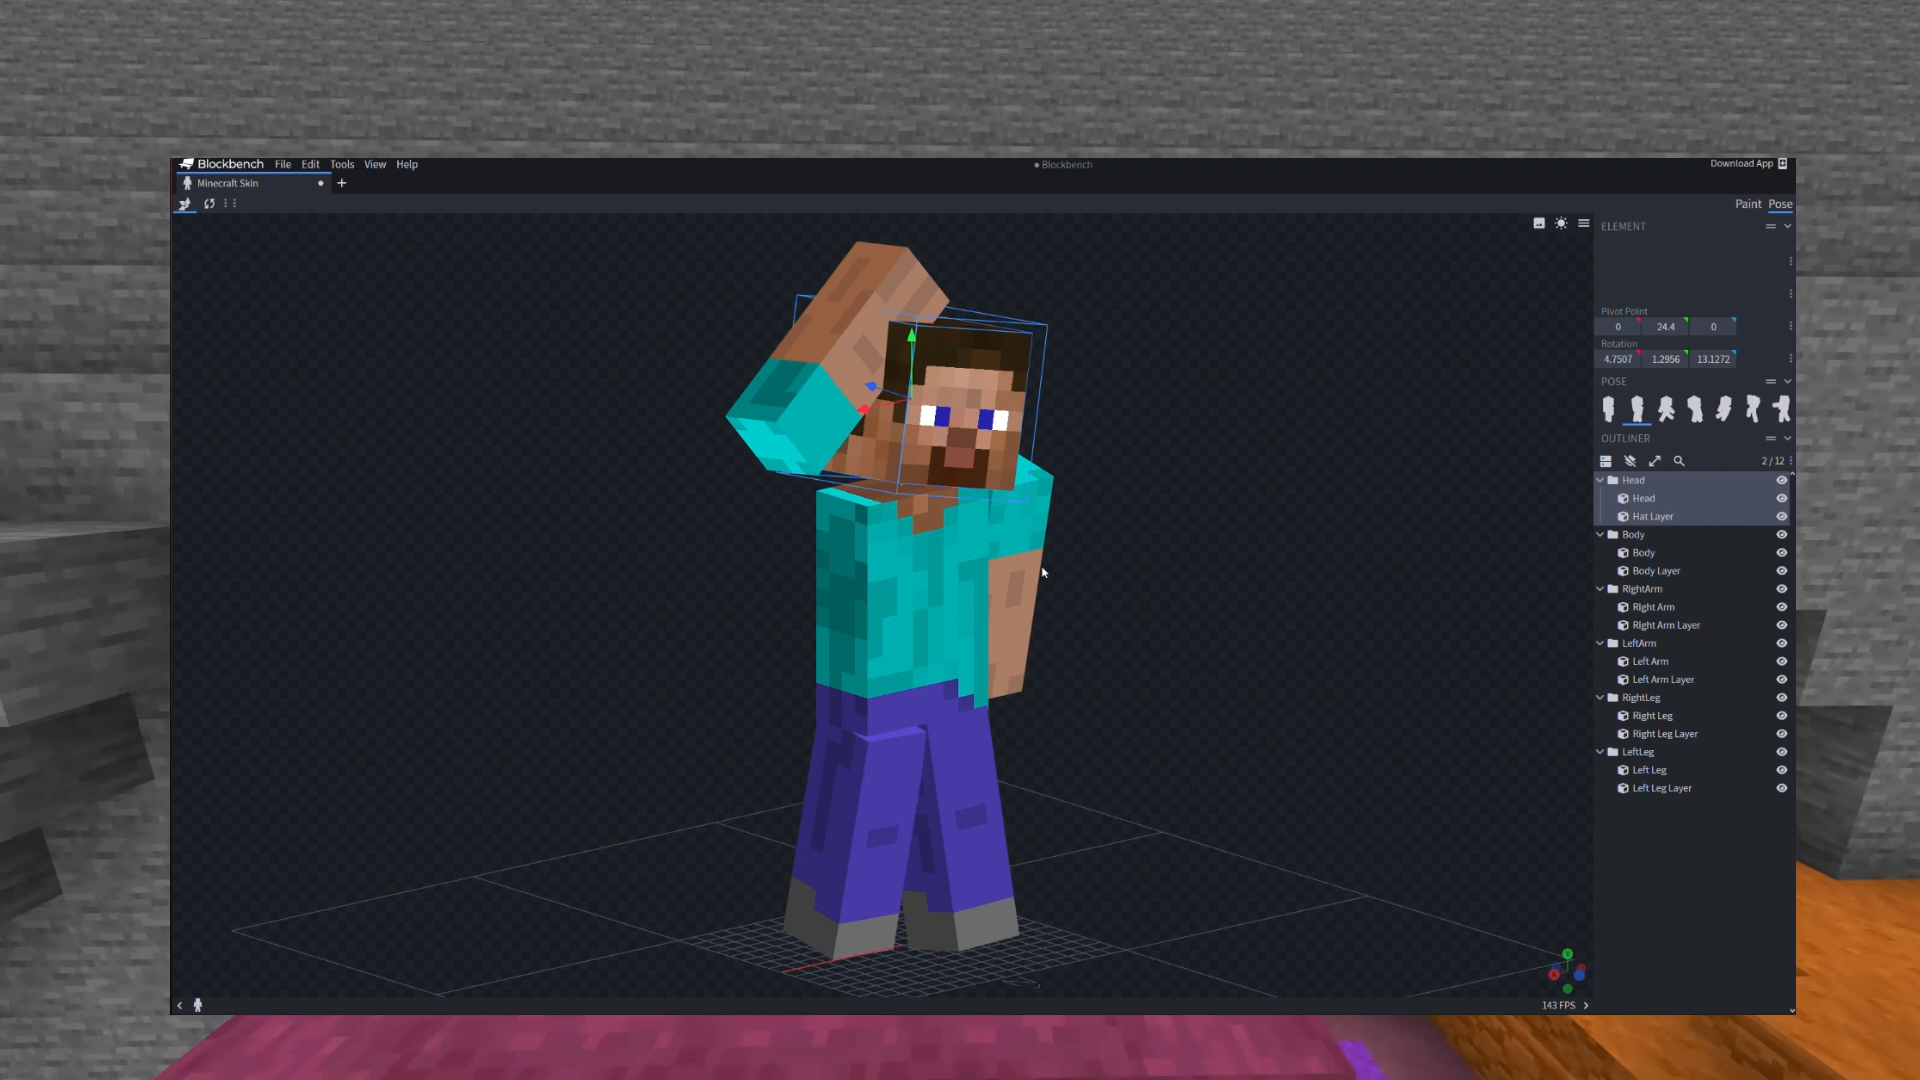 Blockbench File Edit Tools View Help
Blockbench
Download App
Minecraft Skin
Paint Pose
ELEMENT
Pivot Point
0 24.4 0
Rotation
4.7507 1.2956 13.1272
POSE
OUTLINER
2 / 12
Head
Head
Hat Layer
Body
Body
Body Layer
RightArm
Right Arm
Right Arm Layer
LeftArm
Left Arm
Left Arm Layer
RightLeg
Right Leg
Right Leg Layer
LeftLeg
Left Leg
Left Leg Layer
143 FPS